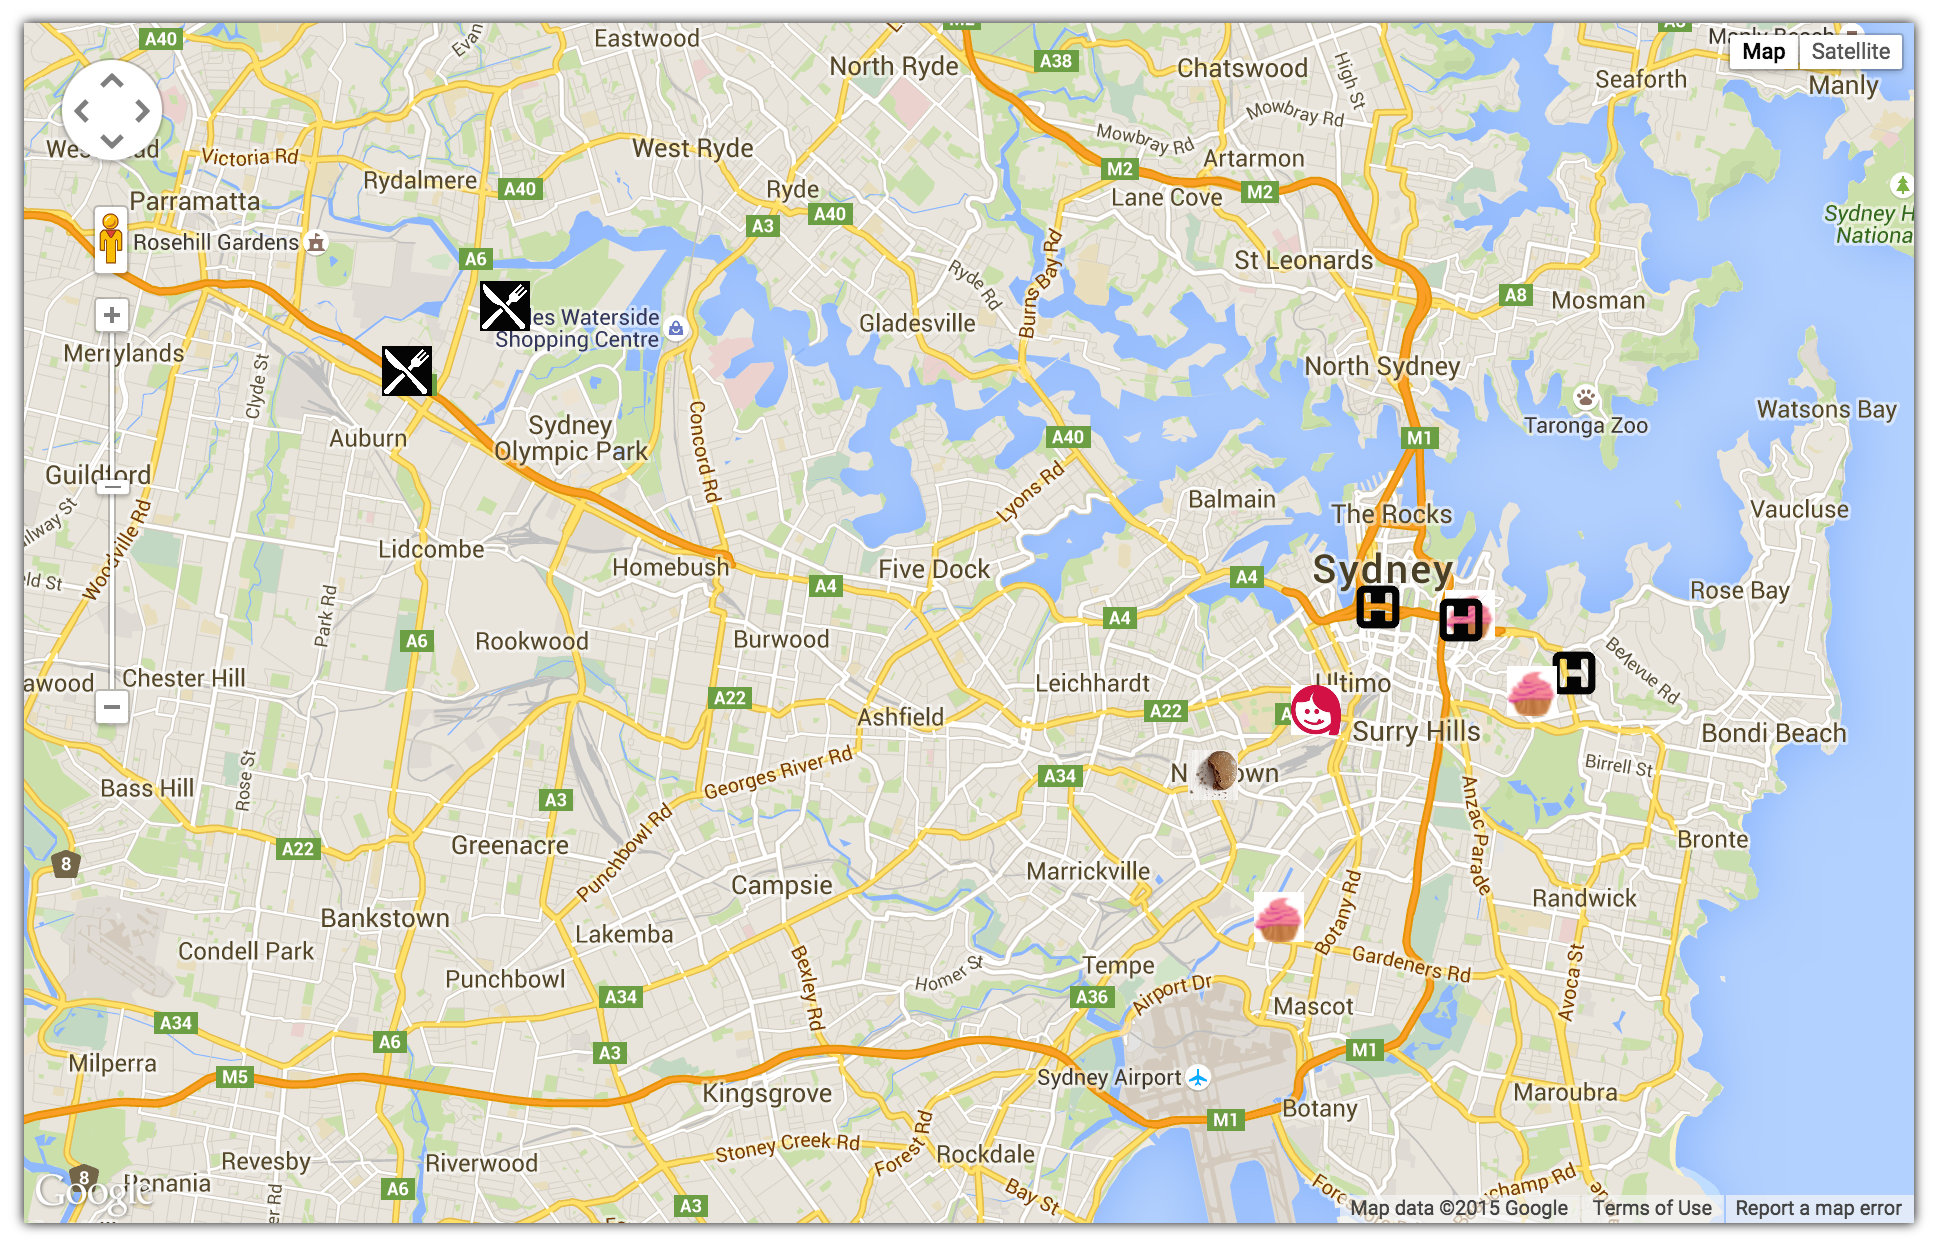 A40
Evan
Eastwood
North Ryde
M2
A38
Chatswood
High St
Seaforth
Map
Satellite
Manly
Mowbray Rd
Mowbray Rd
Victoria Rd
West Ryde
Artarmon
M2
Rydalmere
A40
Ryde
Lane Cove
M2
Parramatta
A40
A3
Sydney H
National
Rosehill Gardens
A6
Burns Bay Rd
Ryde Rd
St Leonards
A8
Mosman
Waterside
Shopping Centre
Gladesville
Merrylands
Clyde St
North Sydney
Concord Rd
Sydney
Olympic Park
Auburn
A40
M1
Taronga Zoo
Watsons Bay
Guildford
Lyons Rd
Balmain
The Rocks
Vaucluse
Woodville Rd
Lidcombe
Homebush
Five Dock
A4
A4
Sydney
Rose Bay
Park Rd
A6
Rookwood
Burwood
A4
Bellevue Rd
Chester Hill
A22
Leichhardt
Ultimo
Ashfield
A22
Surry Hills
Bondi Beach
Rose St
Georges River Rd
A34
Birrell St
Bass Hill
A3
Anzac Parade
Punchbowl Rd
Bronte
A22
Greenacre
8
Marrickville
Campsie
Randwick
Bankstown
Botany Rd
Condell Park
Lakemba
Bexley Rd
Homer St
Tempe
Gardeners Rd
Avoca St
Punchbowl
A34
A36
Airport Dr
Mascot
A34
A6
A3
M1
Milperra
M5
Kingsgrove
Sydney Airport
Maroubra
M1
Botany
Stoney Creek Rd
Forest Rd
Rockdale
Revesby
Riverwood
8
Panania
A6
Bay St
A3
Google
Map data ©2015 Google
Terms of Use
Report a map error